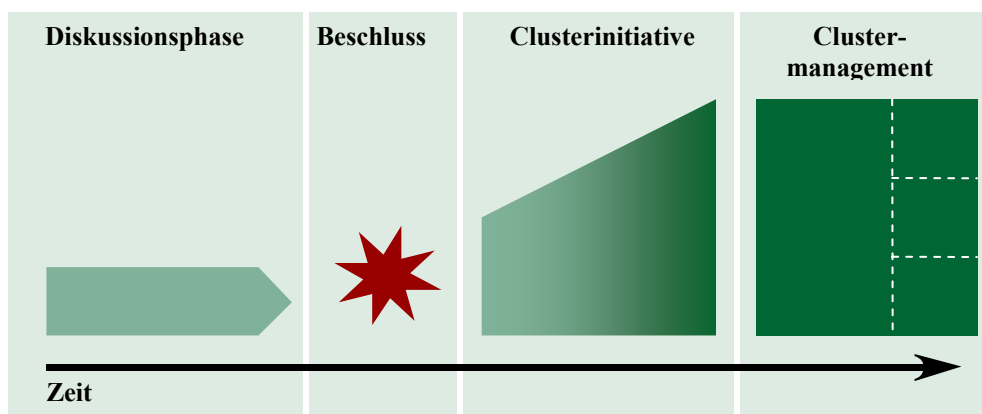 Diskussionsphase
Beschluss
Clusterinitiative
Cluster-
management
Zeit